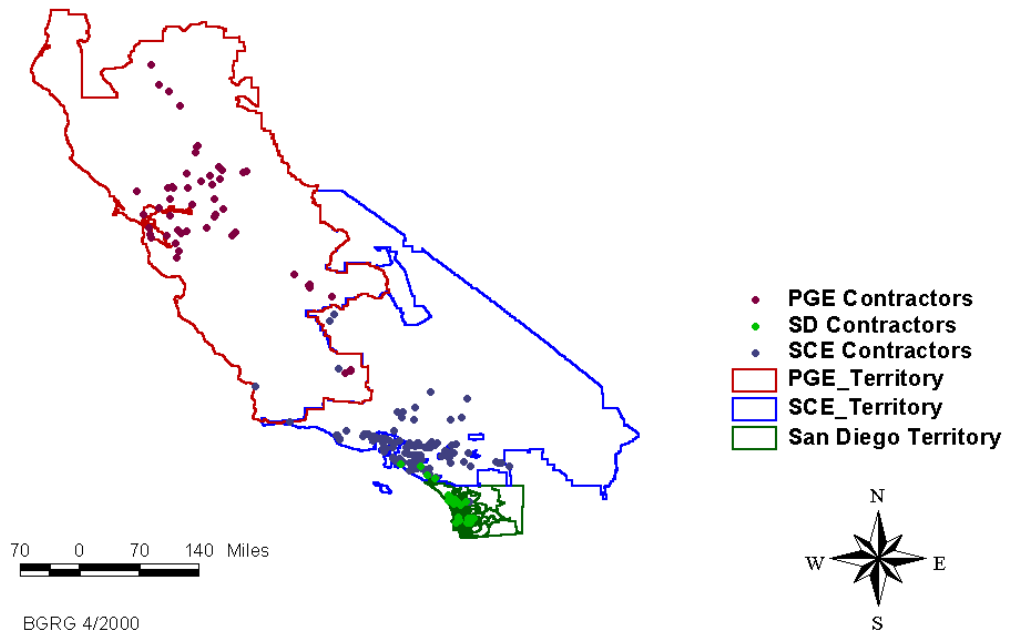 PGE Contractors
SD Contractors
SCE Contractors
PGE_Territory
SCE_Territory
San Diego Territory
N
W E
S
70 0 70 140 Miles
BGRG 4/2000